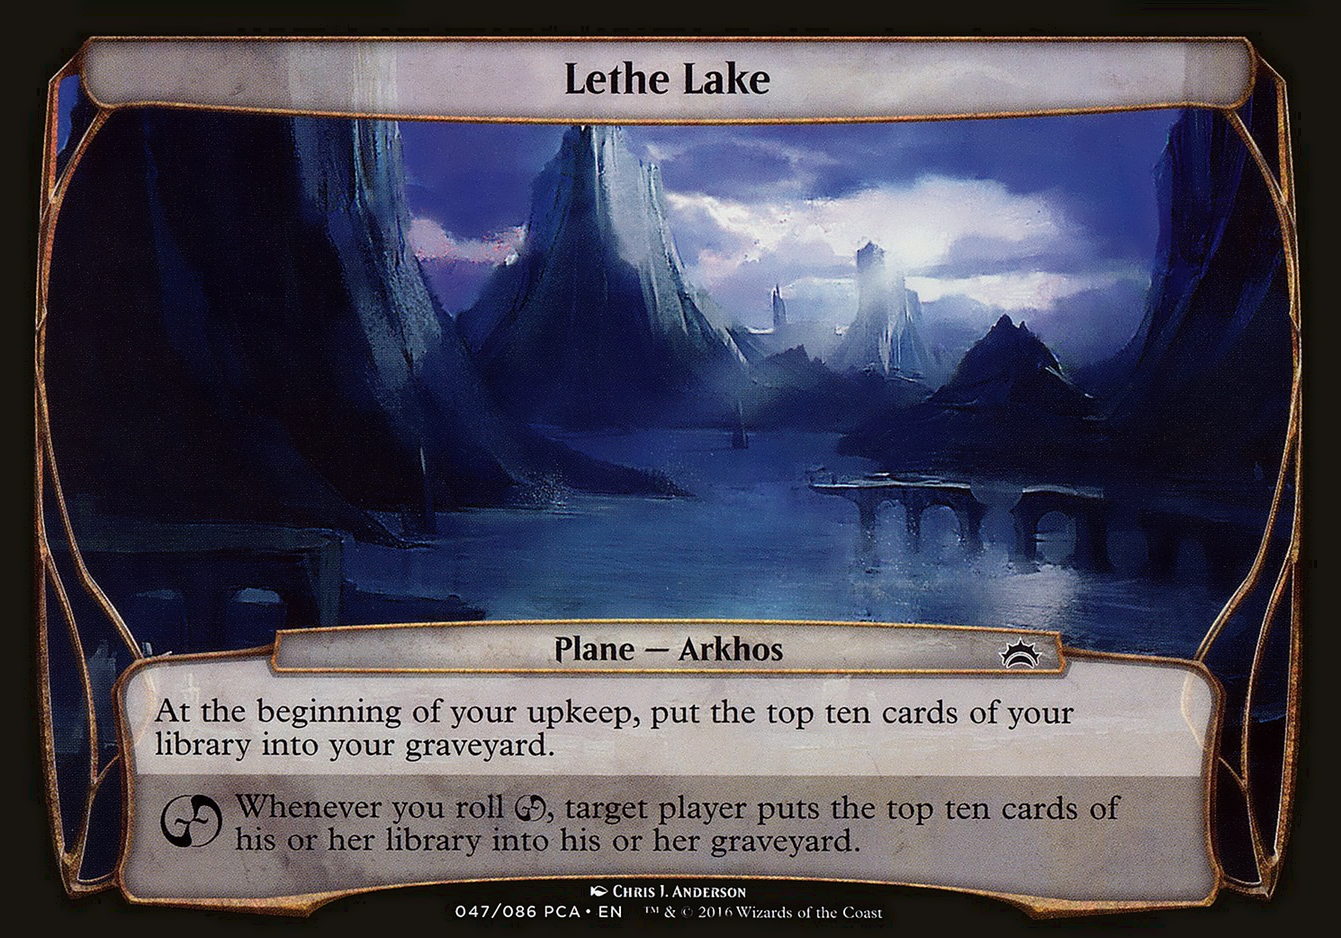 Lethe Lake
Plane — Arkhos
At the beginning of your upkeep, put the top ten cards of your
library into your graveyard.
Whenever you roll , target player puts the top ten cards of
his or her library into his or her graveyard.
Chris J. Anderson
047/086 PCA • EN ™ & © 2016 Wizards of the Coast